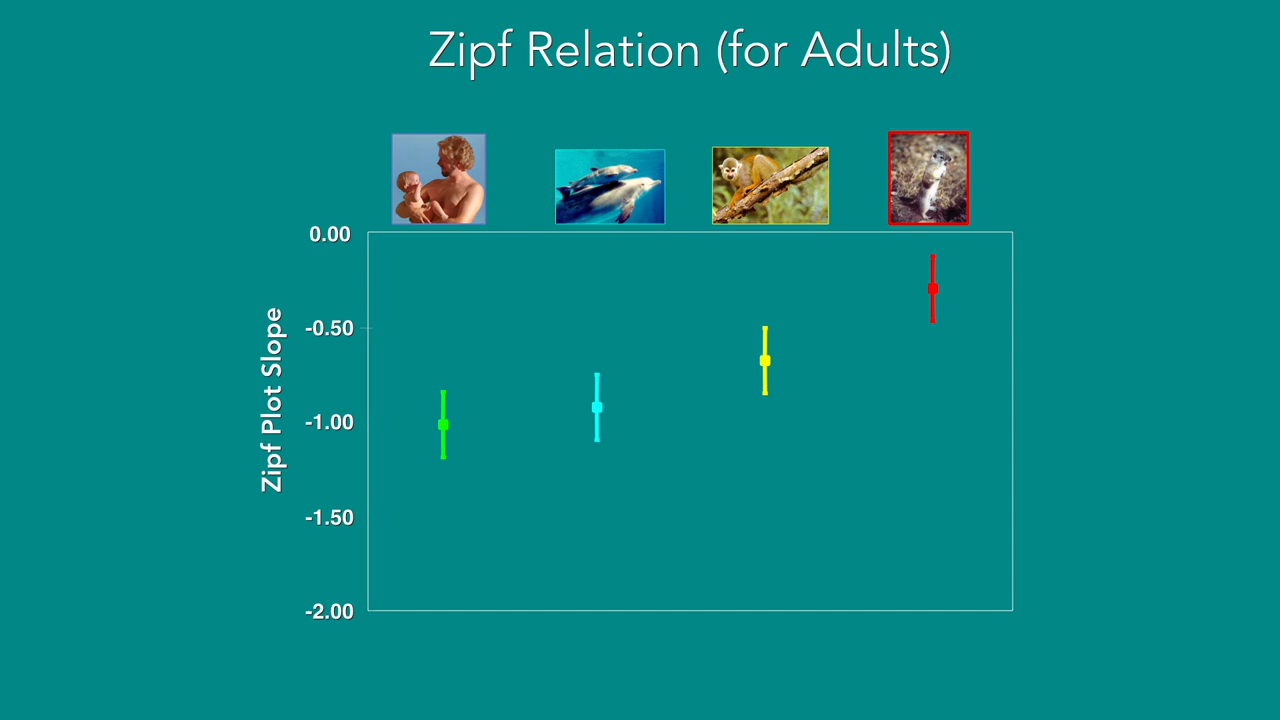 Zipf Relation (for Adults)
0.00
-0.50
-1.00
-1.50
-2.00
Zipf Plot Slope